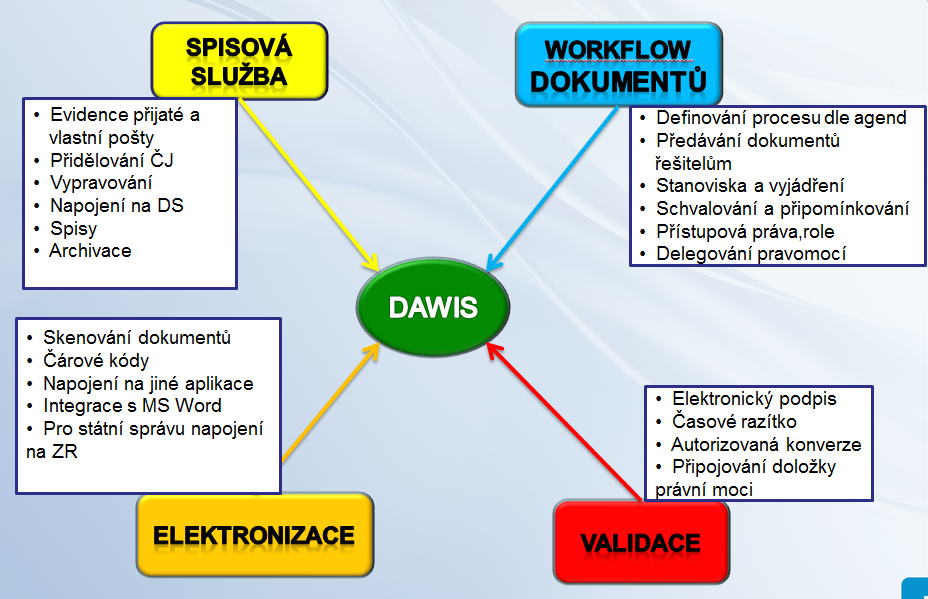 SPISOVÁ
SLUŽBA
• Evidence přijaté a
vlastní pošty
• Přidělování ČJ
• Vypravování
• Napojení na DS
• Spisy
• Archivace
WORKFLOW
DOKUMENTŮ
• Definování procesu dle agend
• Předávání dokumentů
řešitelům
• Stanoviska a vyjádření
• Schvalování a připomínkování
• Přístupová práva,role
• Delegování pravomocí
DAWIS
• Skenování dokumentů
• Čárové kódy
• Napojení na jiné aplikace
• Integrace s MS Word
• Pro státní správu napojení
na ZR
ELEKTRONIZACE
• Elektronický podpis
• Časové razítko
• Autorizovaná konverze
• Připojování doložky
právní moci
VALIDACE